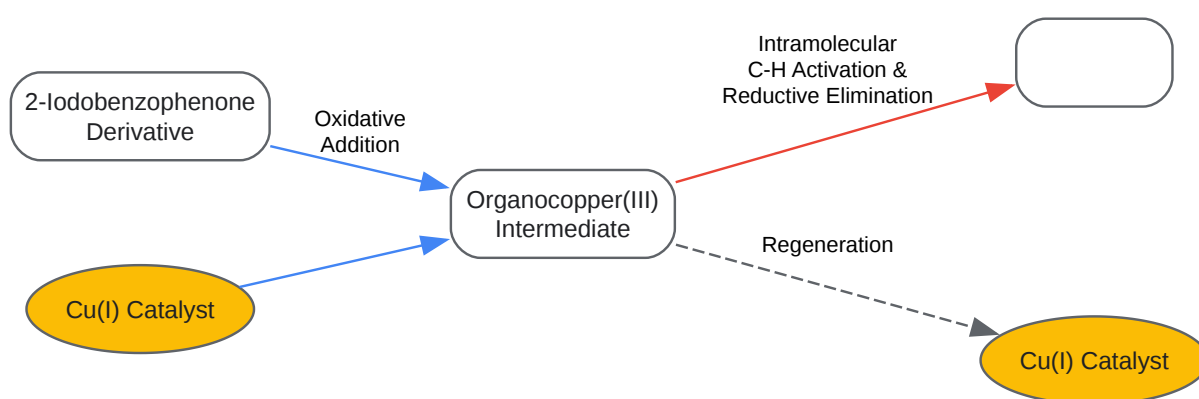 2-Iodobenzophenone
Derivative
Oxidative
Addition
Intramolecular
C-H Activation &
Reductive Elimination
Organocopper(III)
Intermediate
Regeneration
Cu(I) Catalyst
Cu(I) Catalyst